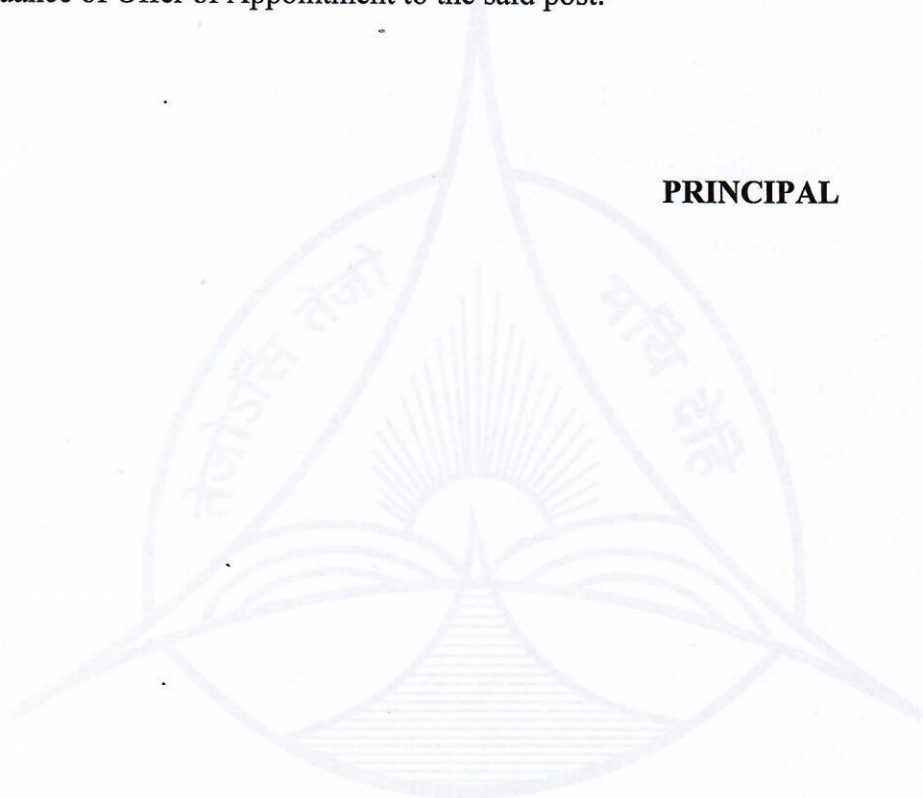 of Offer of Appointment to the said post.
PRINCIPAL
तेजोऽसि तेजो
मयि देहि